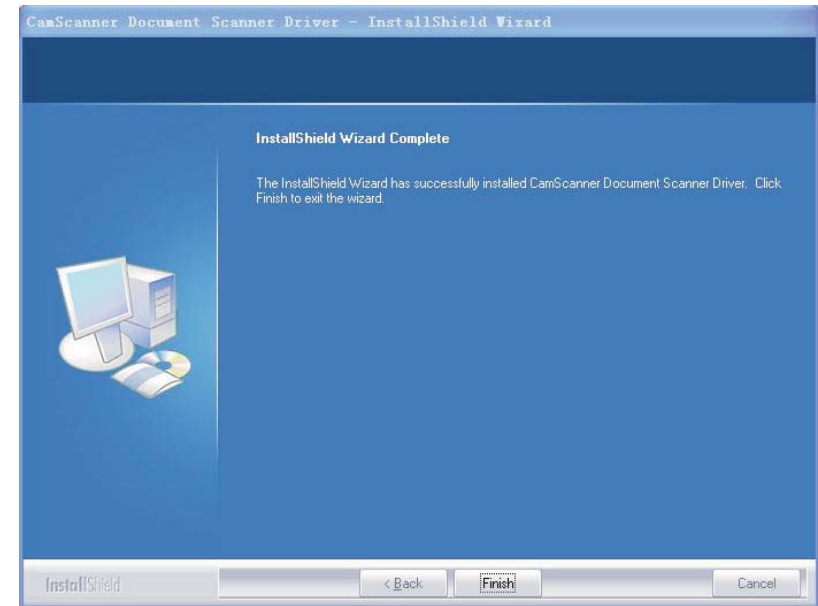 CamScanner Document Scanner Driver - InstallShield Wizard
InstallShield Wizard Complete
The InstallShield Wizard has successfully installed CamScanner Document Scanner Driver. Click
Finish to exit the wizard.
InstallShield
< Back
Finish
Cancel